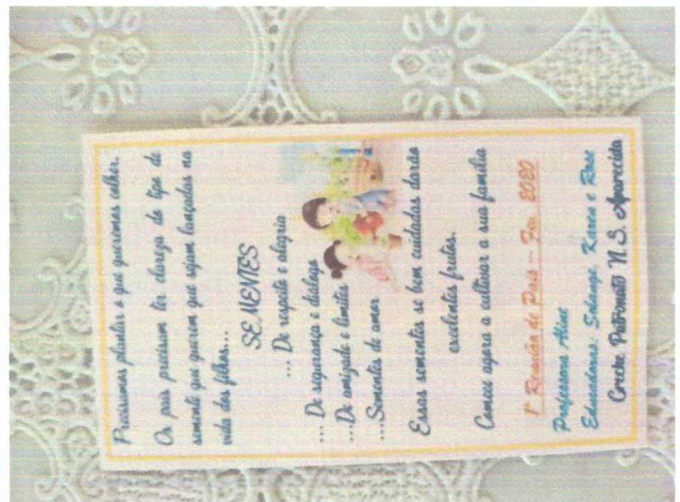 Precisamos plantar o que queremos colher.
Os pais precisam ter clareza do tipo de
semente que querem que sejam lançadas na
vida dos filhos...
SEMENTES
... De respeito e alegria
... De segurança e diálogo
...De amizade e limites
...Sementes de amor.
Essas sementes se bem cuidadas darão
excelentes frutos.
Comece agora a cultivar a sua família
1ª Reunião de Pais - Fev. 2020
Professora Aline
Educadoras: Solange, Karen e Rose
Creche Patronato N.S. Aparecida